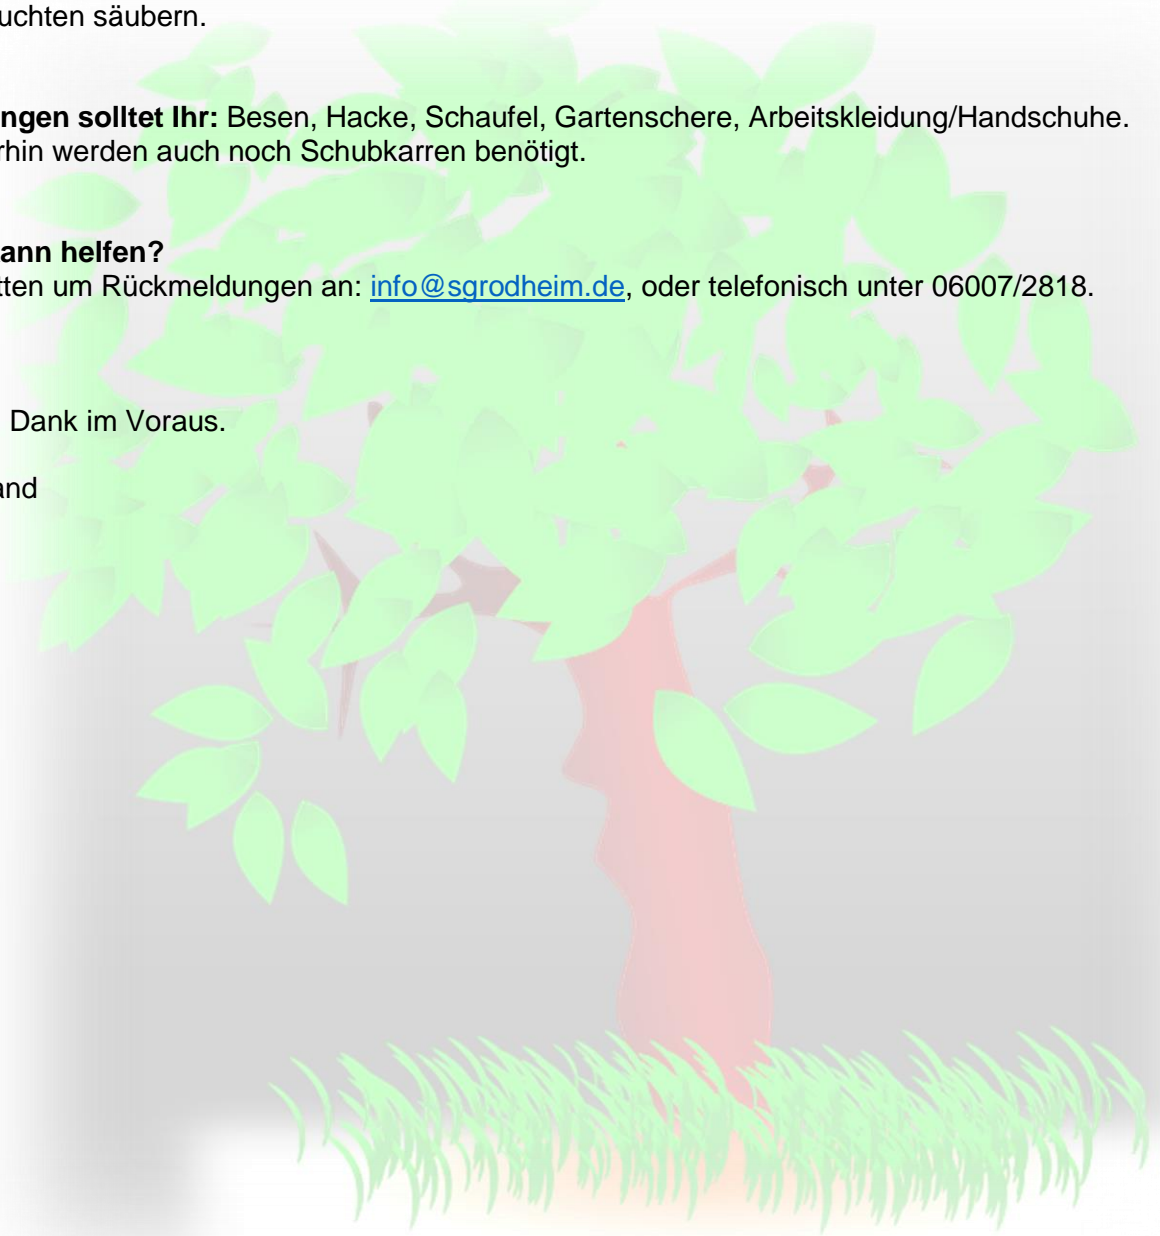 uchten säubern.
ngen solltet Ihr: Besen, Hacke, Schaufel, Gartenschere, Arbeitskleidung/Handschuhe.
rhin werden auch noch Schubkarren benötigt.
ann helfen?
tten um Rückmeldungen an: info@sgrodheim.de, oder telefonisch unter 06007/2818.
Dank im Voraus.
and